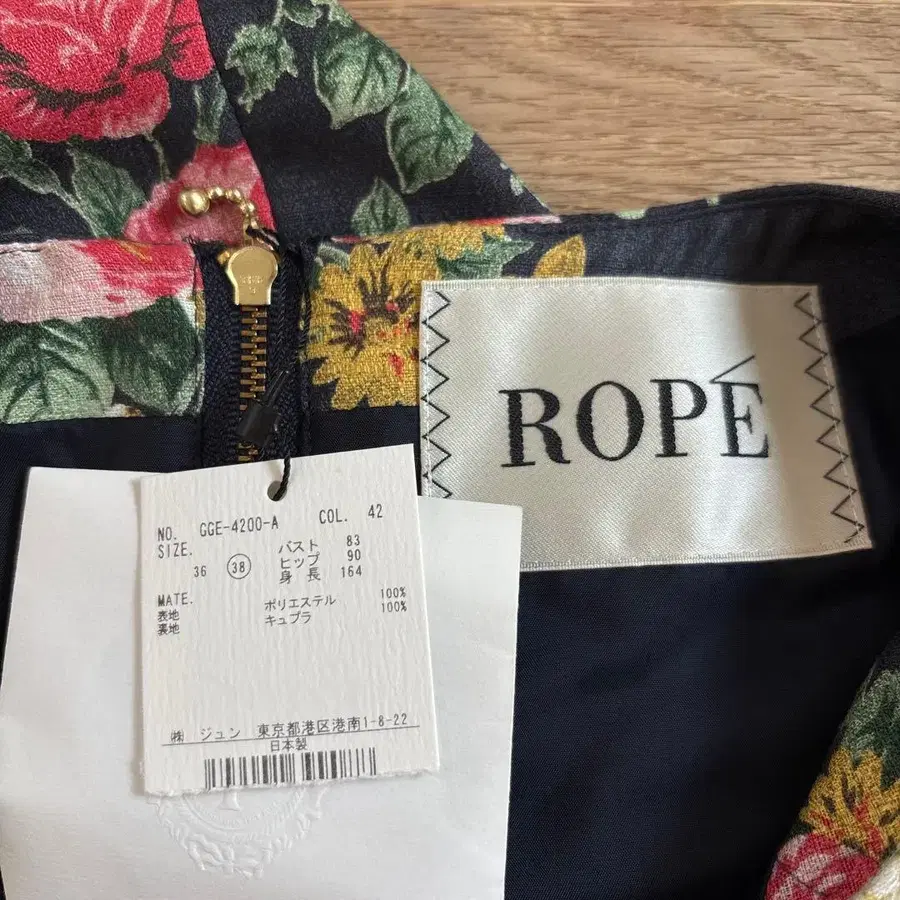 ROPÉ
NO. GGE-4200-A COL. 42
SIZE.
36 38
バスト 83
ヒップ 90
身長 164
MATE.
表地 ポリエステル 100%
裏地 キュプラ 100%
㈱ ジュン 東京都港区港南1-8-22
日本製